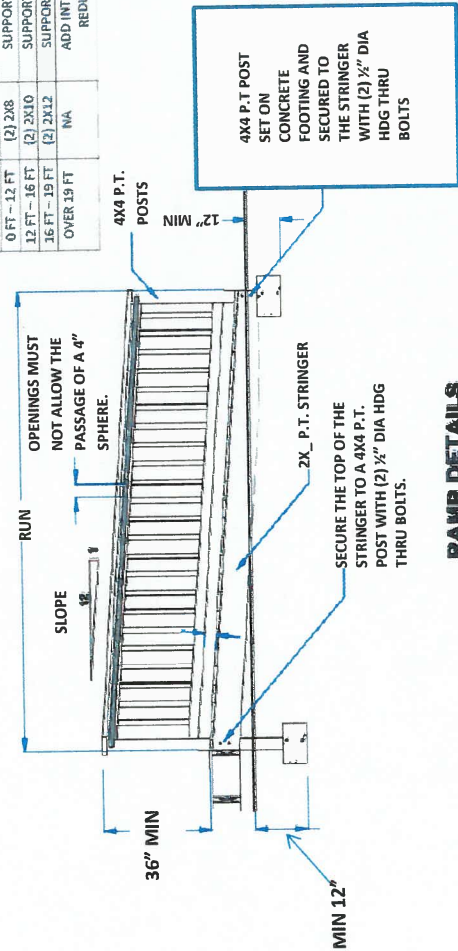 0 FT – 12 FT (2) 2X8 SUPPORT
12 FT – 16 FT (2) 2X10 SUPPORT
16 FT – 19 FT (2) 2X12 SUPPOR
OVER 19 FT NA ADD INT
REDU
RUN
SLOPE
12
1
OPENINGS MUST
NOT ALLOW THE
PASSAGE OF A 4”
SPHERE.
4X4 P.T.
POSTS
12” MIN
4X4 P.T POST
SET ON
CONCRETE
FOOTING AND
SECURED TO
THE STRINGER
WITH (2) ½” DIA
HDG THRU
BOLTS
36” MIN
2X_ P.T. STRINGER
SECURE THE TOP OF THE
STRINGER TO A 4X4 P.T.
POST WITH (2) ½” DIA HDG
THRU BOLTS.
MIN 12”
RAMP DETAILS